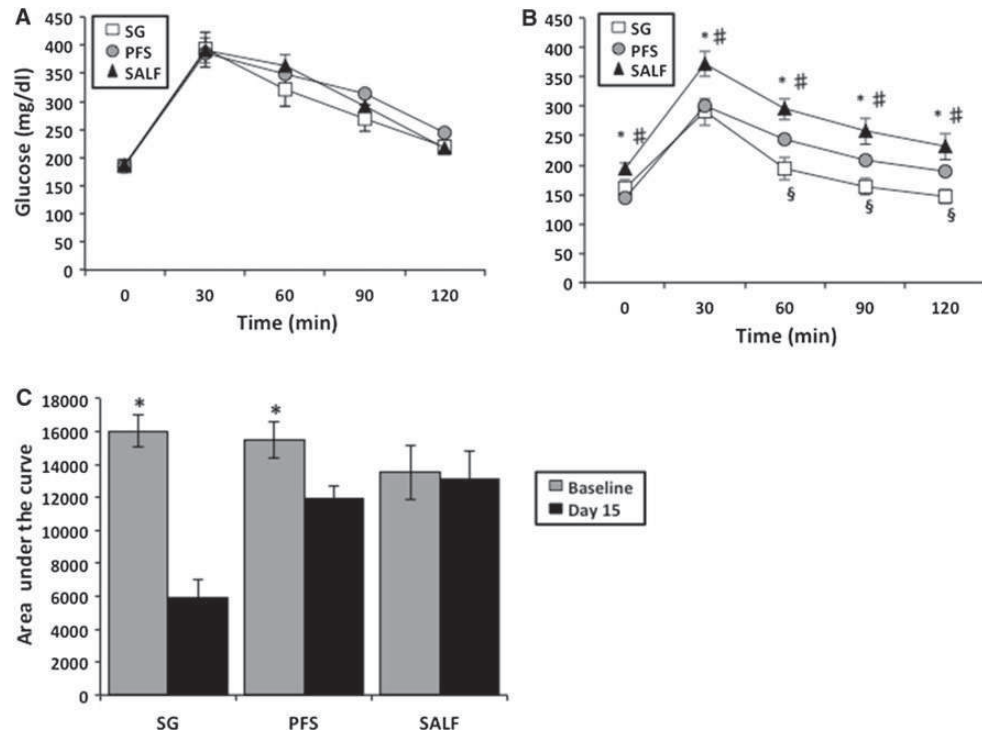 A
SG
PFS
SALF
Glucose (mg/dl)
450
400
350
300
250
200
150
100
50
0
0 30 60 90 120
Time (min)
B
SG
PFS
SALF
450
400
350
300
250
200
150
100
50
0
* #
* #
* #
* #
* #
§
§
§
0 30 60 90 120
Time (min)
C
Area under the curve
18000
16000
14000
12000
10000
8000
6000
4000
2000
0
*
*
SG PFS SALF
Baseline
Day 15